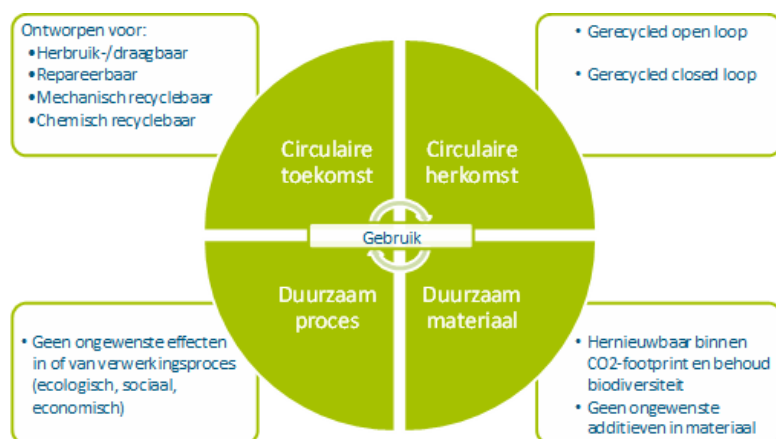 Ontworpen voor:
•Herbruik-/draagbaar
•Repareerbaar
•Mechanisch recyclebaar
•Chemisch recyclebaar
• Gerecycled open loop
• Gerecycled closed loop
Circulaire
toekomst
Circulaire
herkomst
Gebruik
Duurzaam
proces
Duurzaam
materiaal
• Geen ongewenste effecten
in of van verwerkingsproces
(ecologisch, sociaal,
economisch)
• Hernieuwbaar binnen
CO2-footprint en behoud
biodiversiteit
• Geen ongewenste
additieven in materiaal